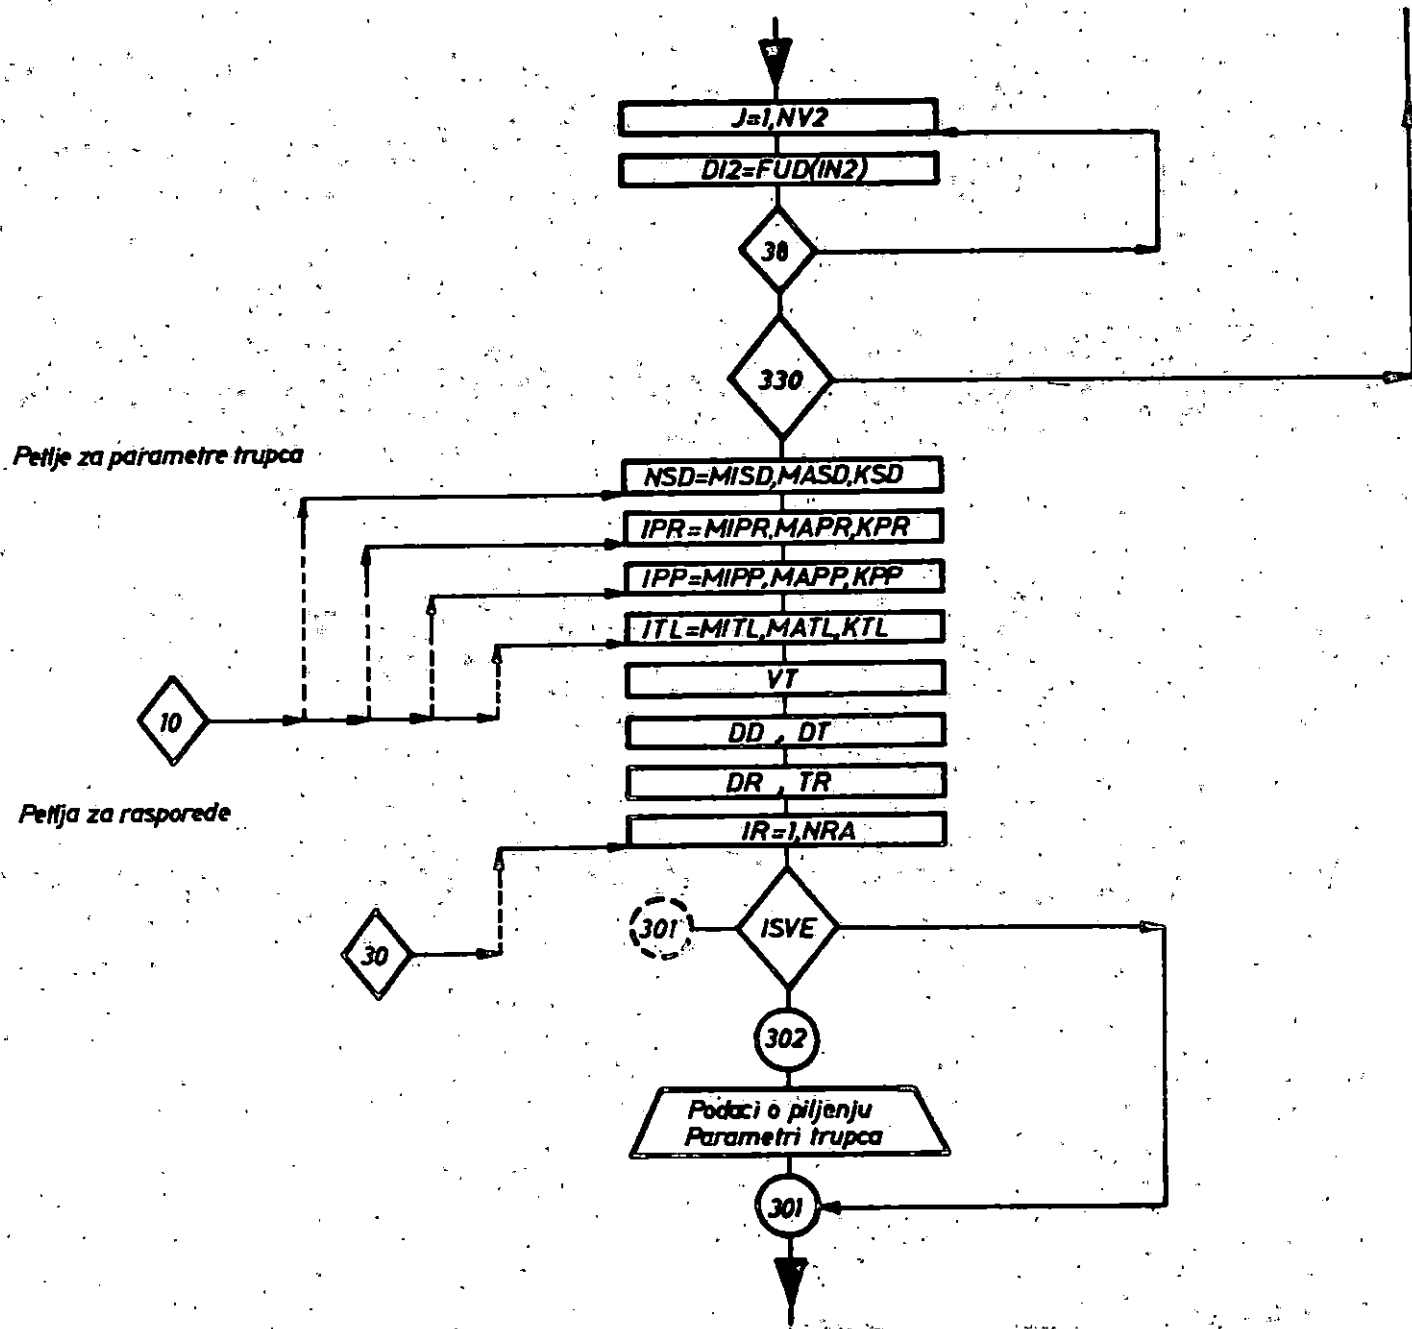 J=1,NV2
DI2=FUD(IN2)
38
330
Petlje za parametre trupca
NSD=MISD,MASD,KSD
IPR=MIPR,MAPR,KPR
IPP=MIPP,MAPP,KPP
ITL=MITL,MATL,KTL
VT
10
DD , DT
DR , TR
Petlja za rasporede
IR=1,NRA
301
ISVE
30
302
Podaci o piljenju
Parametri trupca
301